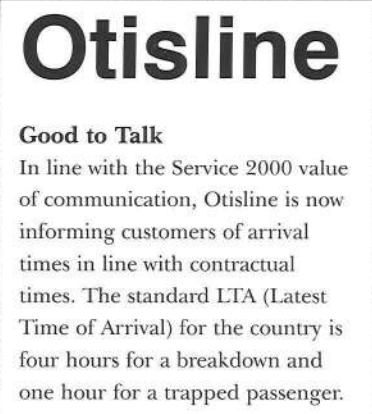 Otisline
Good to Talk
In line with the Service 2000 value
of communication, Otisline is now
informing customers of arrival
times in line with contractual
times. The standard LTA (Latest
Time of Arrival) for the country is
four hours for a breakdown and
one hour for a trapped passenger.